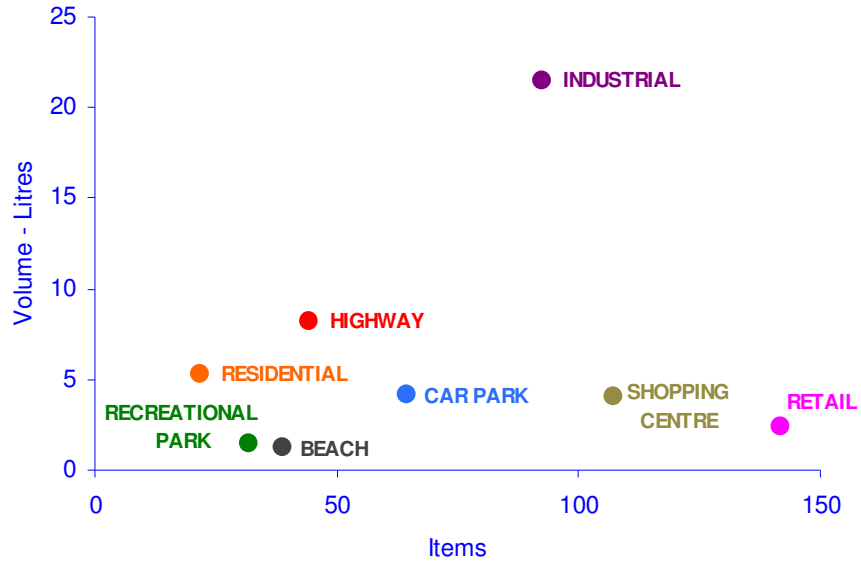 25
INDUSTRIAL
20
15
Volume - Litres
10
HIGHWAY
5
RESIDENTIAL
CAR PARK
SHOPPING
CENTRE
RETAIL
RECREATIONAL
PARK
BEACH
0
0
50
100
150
Items